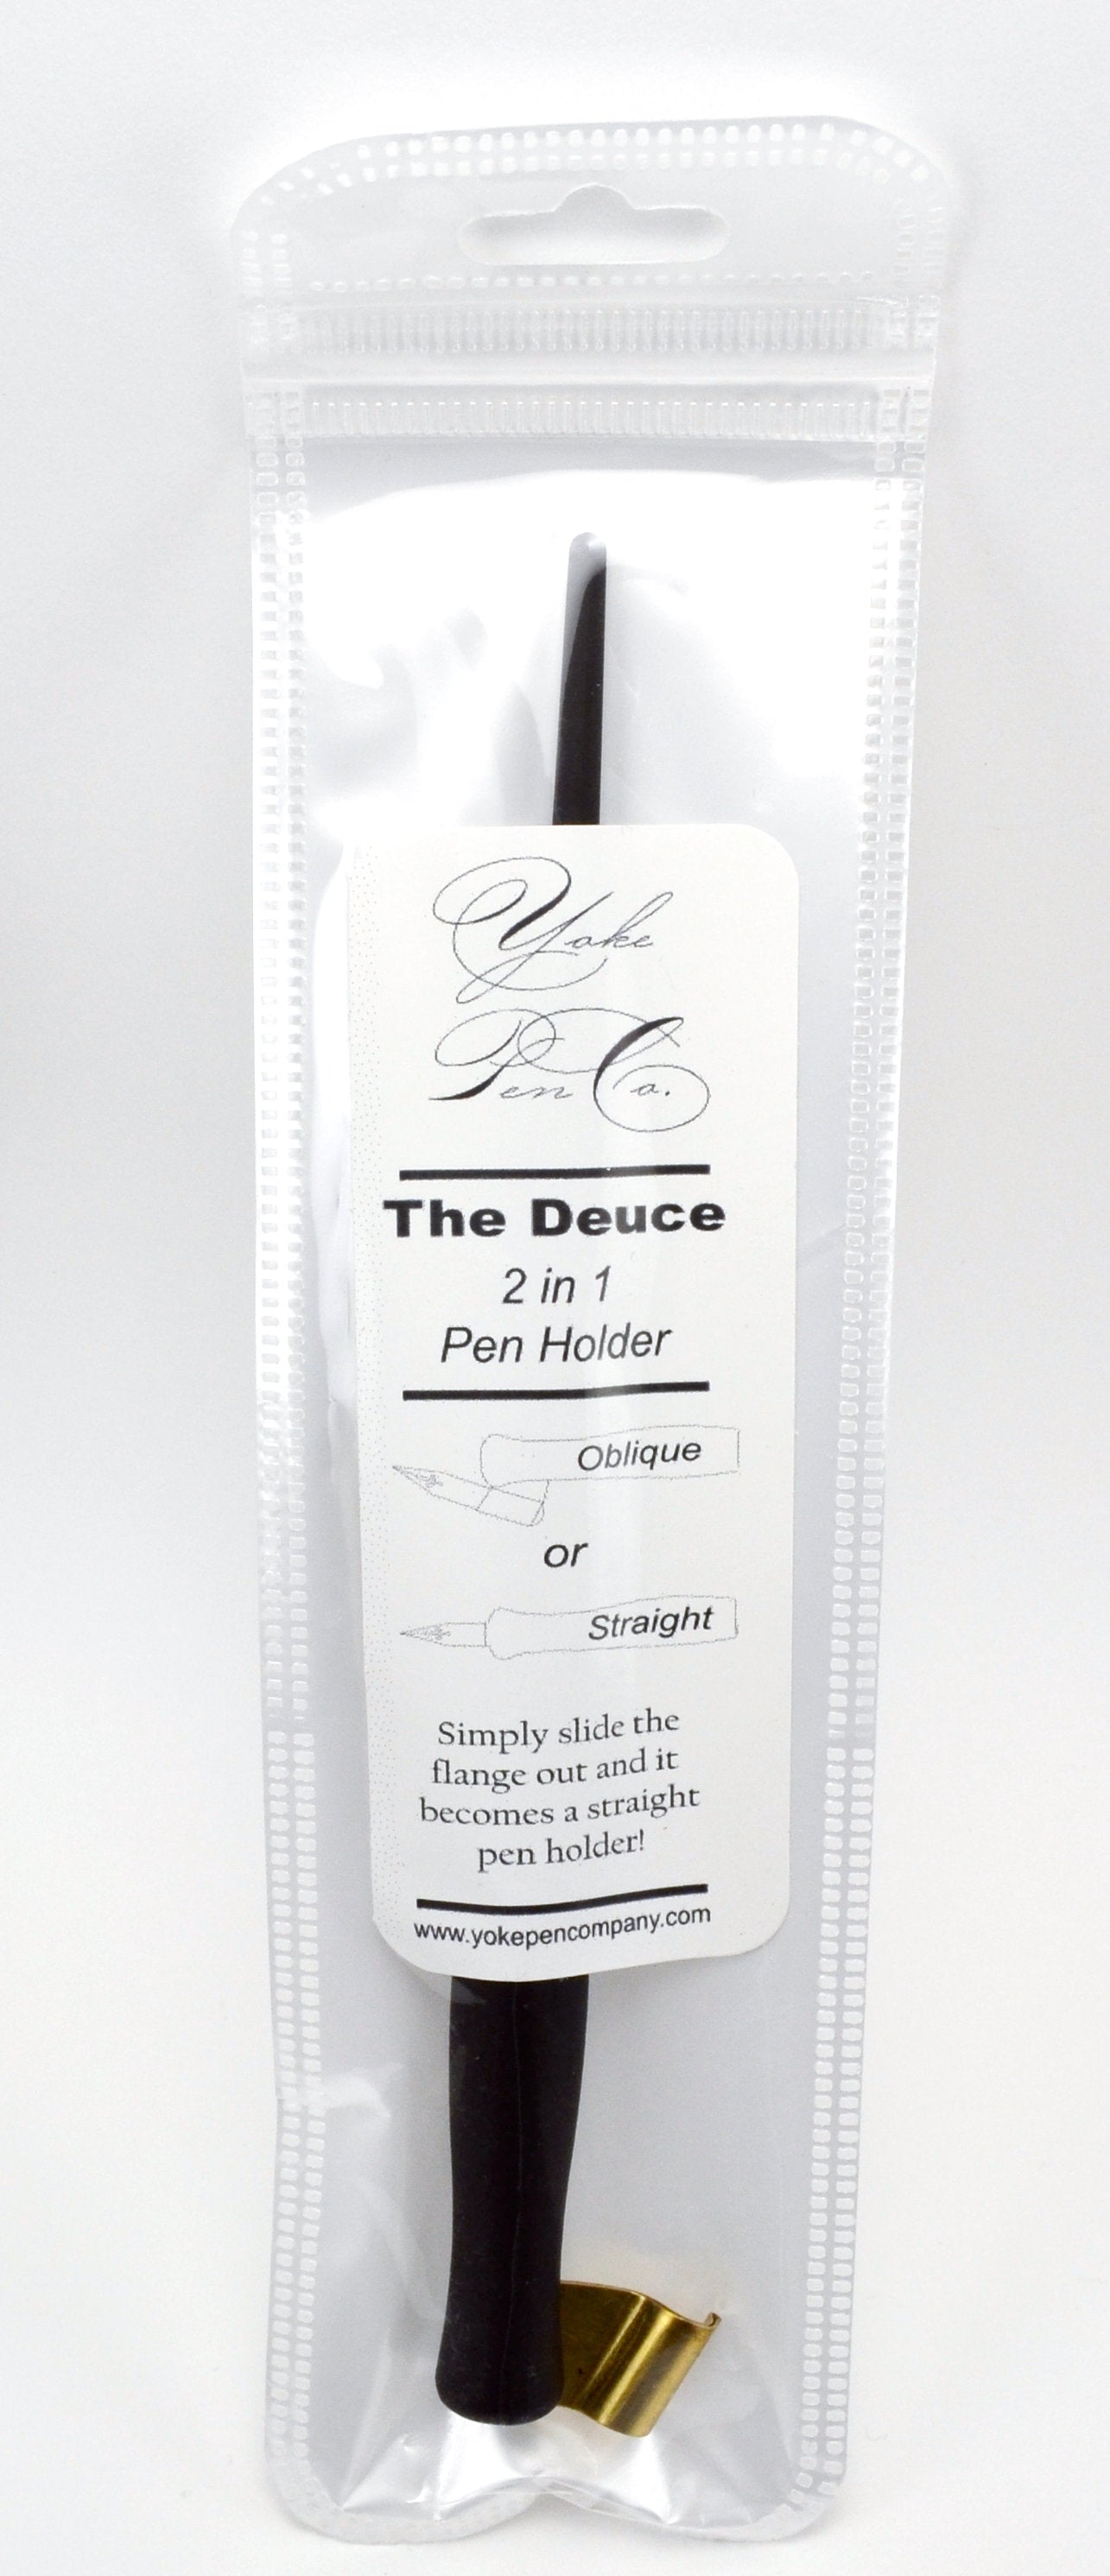 Yoke
Pen Co.
The Deuce
2 in 1
Pen Holder
Oblique
or
Straight
Simply slide the
flange out and it
becomes a straight
pen holder!
www.yokepencompany.com